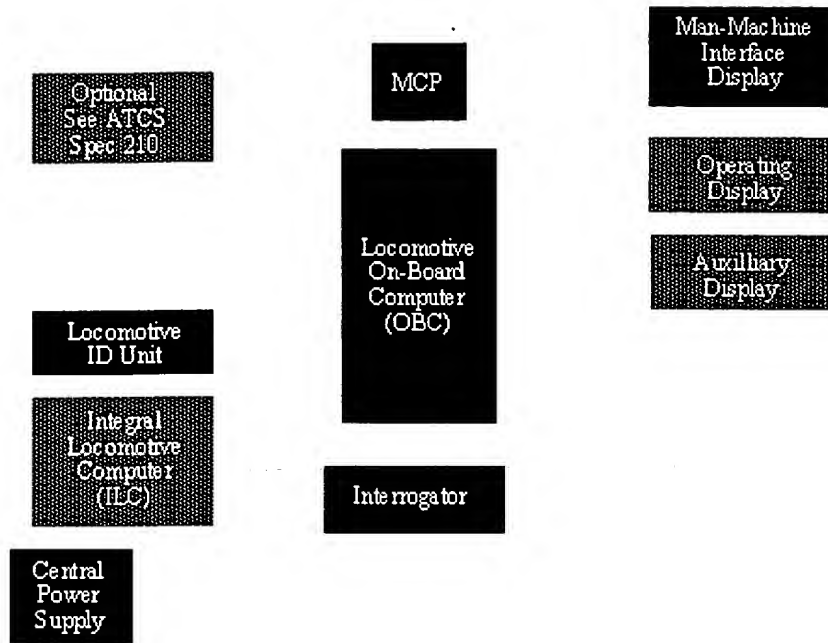 Optional
See ATCS
Spec 210
MCP
Man-Machine
Interface
Display
Operating
Display
Auxilliary
Display
Locomotive
On-Board
Computer
(OBC)
Locomotive
ID Unit
Integral
Locomotive
Computer
(ILC)
Interrogator
Central
Power
Supply